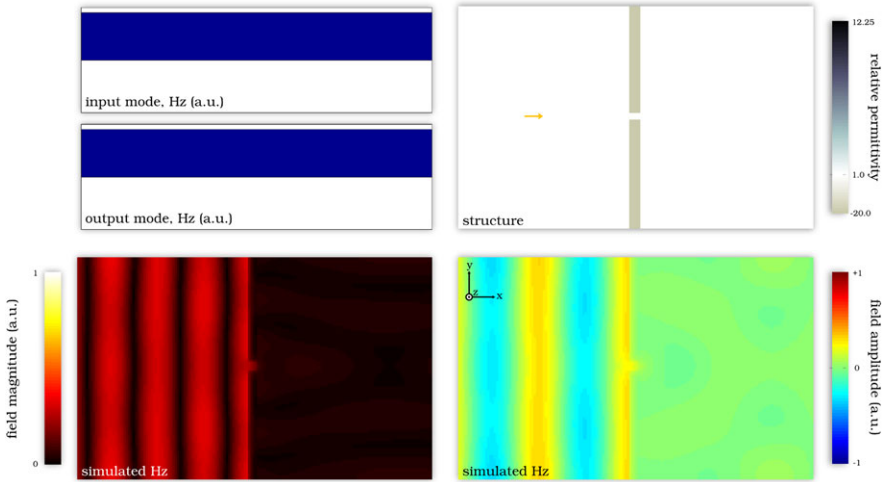 input mode, Hz (a.u.)
output mode, Hz (a.u.)
structure
12.25
1.0
-20.0
relative permittivity
field magnitude (a.u.)
1
0
simulated Hz
y
z
x
simulated Hz
+1
0
-1
field amplitude (a.u.)